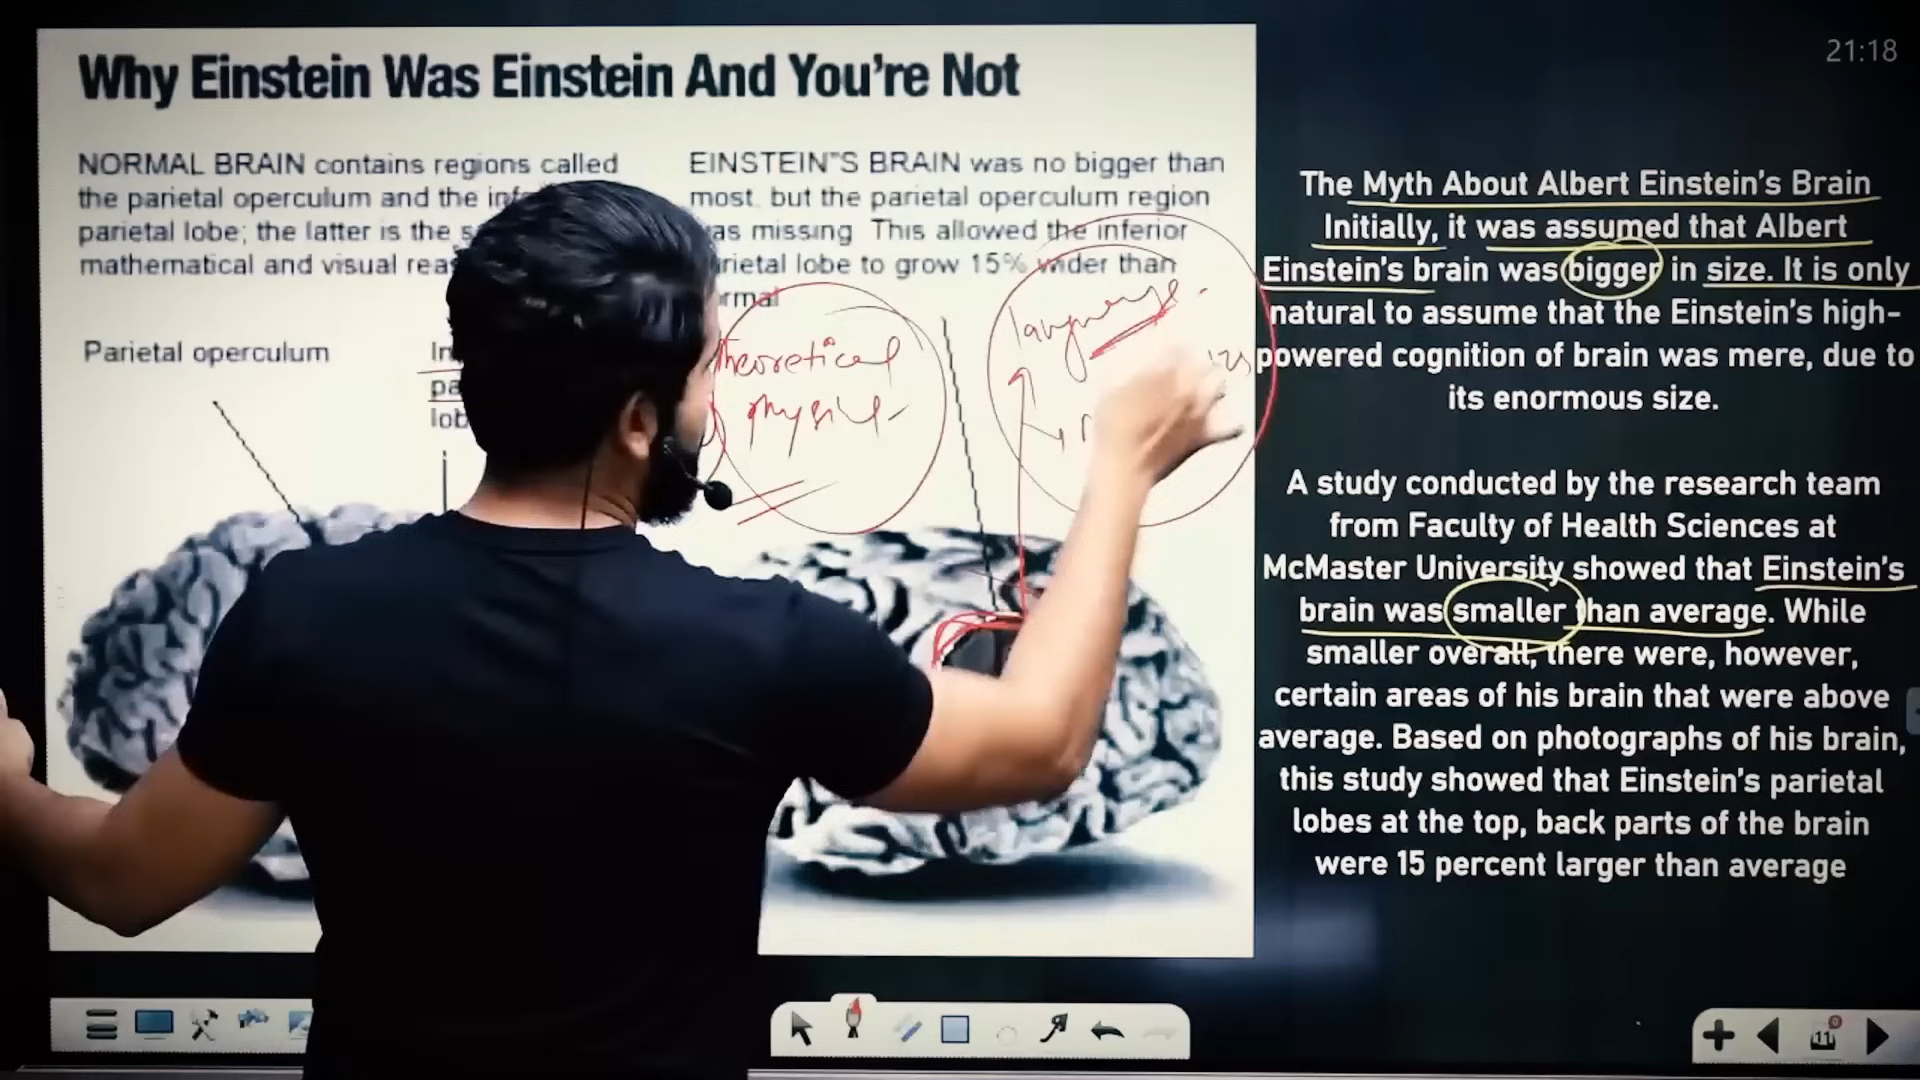 Why Einstein Was Einstein And You're Not
21:18
NORMAL BRAIN contains regions called
the parietal operculum and the
parietal lobe; the latter is the
mathematical and visual
EINSTEIN"S BRAIN was no bigger than
most, but the parietal operculum region
was missing This allowed the inferior
parietal lobe to grow 15% wider than
Parietal operculum
theoretical
physics
language
The Myth About Albert Einstein's Brain
Initially, it was assumed that Albert
Einstein's brain was bigger in size. It is only
natural to assume that the Einstein's high-
powered cognition of brain was mere, due to
its enormous size.
A study conducted by the research team
from Faculty of Health Sciences at
McMaster University showed that Einstein's
brain was smaller than average. While
smaller overall, there were, however,
certain areas of his brain that were above
average. Based on photographs of his brain,
this study showed that Einstein's parietal
lobes at the top, back parts of the brain
were 15 percent larger than average
11